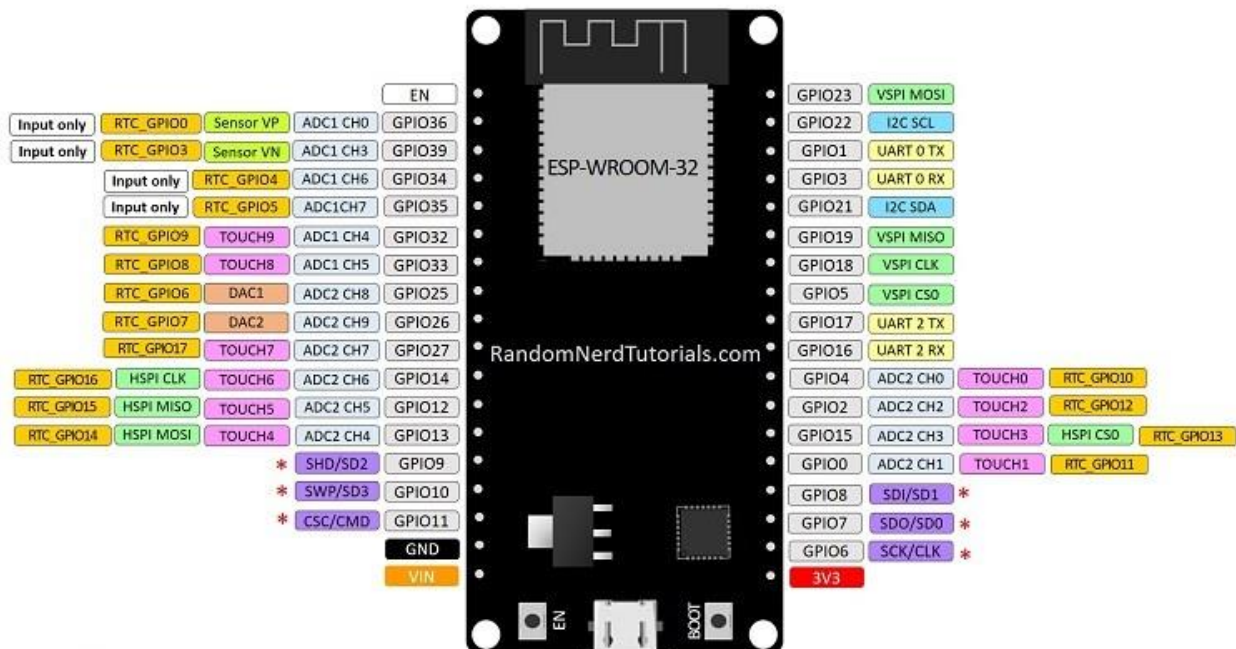 EN
Input only RTC_GPIO0 Sensor VP ADC1 CH0 GPIO36
Input only RTC_GPIO3 Sensor VN ADC1 CH3 GPIO39
Input only RTC_GPIO4 ADC1 CH6 GPIO34
Input only RTC_GPIO5 ADC1CH7 GPIO35
RTC_GPIO9 TOUCH9 ADC1 CH4 GPIO32
RTC_GPIO8 TOUCH8 ADC1 CH5 GPIO33
RTC_GPIO6 DAC1 ADC2 CH8 GPIO25
RTC_GPIO7 DAC2 ADC2 CH9 GPIO26
RTC_GPIO17 TOUCH7 ADC2 CH7 GPIO27
RTC_GPIO16 HSPI CLK TOUCH6 ADC2 CH6 GPIO14
RTC_GPIO15 HSPI MISO TOUCH5 ADC2 CH5 GPIO12
RTC_GPIO14 HSPI MOSI TOUCH4 ADC2 CH4 GPIO13
* SHD/SD2 GPIO9
* SWP/SD3 GPIO10
* CSC/CMD GPIO11
GND
VIN
ESP-WROOM-32
RandomNerdTutorials.com
EN
BOOT
GPIO23 VSPI MOSI
GPIO22 I2C SCL
GPIO1 UART 0 TX
GPIO3 UART 0 RX
GPIO21 I2C SDA
GPIO19 VSPI MISO
GPIO18 VSPI CLK
GPIO5 VSPI CS0
GPIO17 UART 2 TX
GPIO16 UART 2 RX
GPIO4 ADC2 CH0 TOUCH0 RTC_GPIO10
GPIO2 ADC2 CH2 TOUCH2 RTC_GPIO12
GPIO15 ADC2 CH3 TOUCH3 HSPI CS0 RTC_GPIO13
GPIO0 ADC2 CH1 TOUCH1 RTC_GPIO11
GPIO8 SDI/SD1 *
GPIO7 SDO/SD0 *
GPIO6 SCK/CLK *
3V3